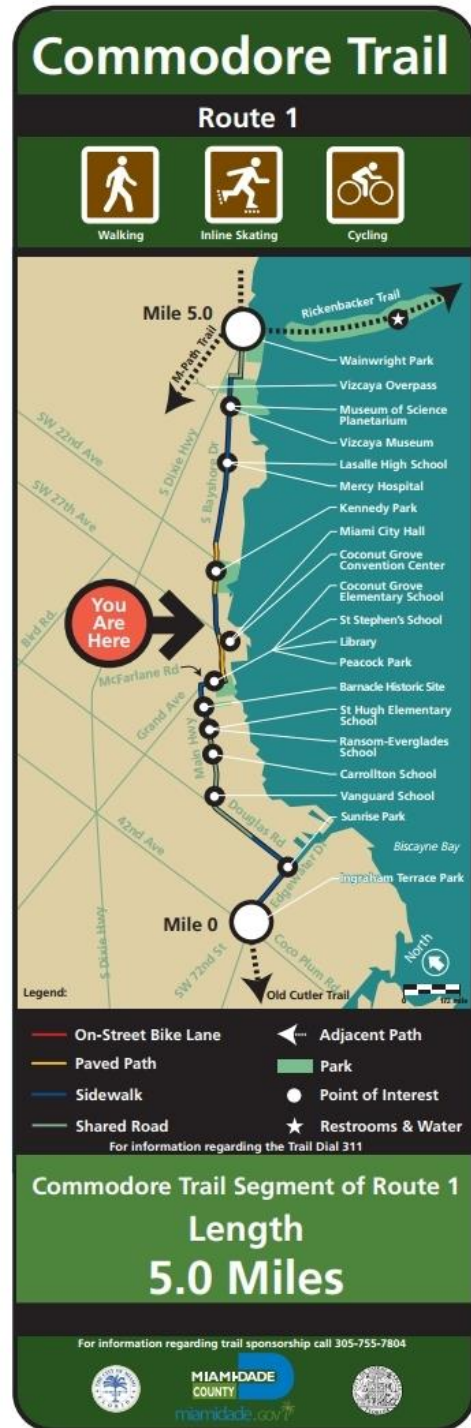 Commodore Trail
Route 1
Walking
Inline Skating
Cycling
Mile 5.0
Rickenbacker Trail
M-Path Trail
Wainwright Park
Vizcaya Overpass
Museum of Science
Planetarium
Vizcaya Museum
Lasalle High School
Mercy Hospital
Kennedy Park
Miami City Hall
Coconut Grove
Convention Center
Coconut Grove
Elementary School
St Stephen's School
Library
Peacock Park
Barnacle Historic Site
St Hugh Elementary
School
Ransom-Everglades
School
Carrollton School
Vanguard School
Sunrise Park
Biscayne Bay
Ingraham Terrace Park
SW 22nd Ave
S Dixie Hwy
S Bayshore Dr
SW 27th Ave
You
Are
Here
Bird Rd.
McFarlane Rd
Grand Ave
Main Hwy
Douglas Rd
42nd Ave
Edgewater Dr
S Dixie Hwy
Mile 0
SW 72nd St
Coco Plum Rd
North
Old Cutler Trail
0 1/2 mile
Legend:
On-Street Bike Lane
Paved Path
Sidewalk
Shared Road
Adjacent Path
Park
Point of Interest
Restrooms & Water
For information regarding the Trail Dial 311
Commodore Trail Segment of Route 1
Length
5.0 Miles
For information regarding trail sponsorship call 305-755-7804
MIAMI-DADE
COUNTY
miamidade.gov